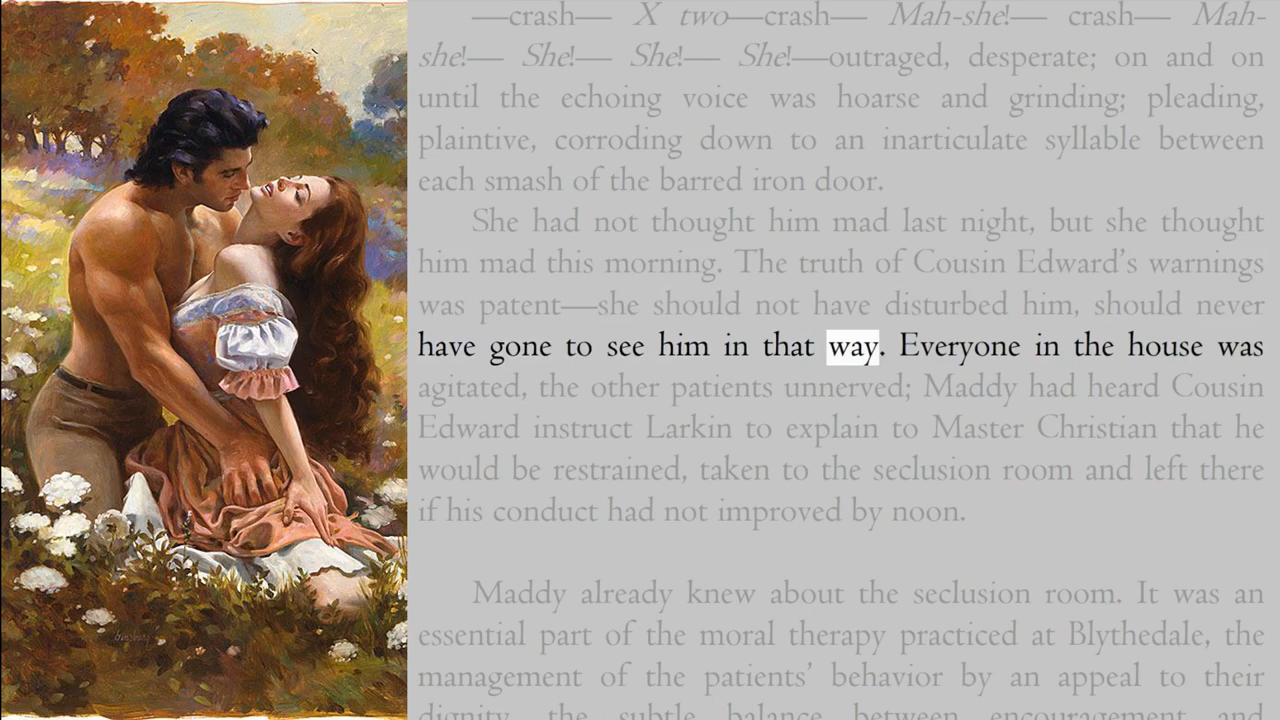 —crash— X two—crash— Mah-she!— crash— Mah-
she!— She!— She!— She!—outraged, desperate; on and on
until the echoing voice was hoarse and grinding; pleading,
plaintive, corroding down to an inarticulate syllable between
each smash of the barred iron door.
She had not thought him mad last night, but she thought
him mad this morning. The truth of Cousin Edward’s warnings
was patent—she should not have disturbed him, should never
have gone to see him in that way. Everyone in the house was
agitated, the other patients unnerved; Maddy had heard Cousin
Edward instruct Larkin to explain to Master Christian that he
would be restrained, taken to the seclusion room and left there
if his conduct had not improved by noon.
Maddy already knew about the seclusion room. It was an
essential part of the moral therapy practiced at Blythedale, the
management of the patients’ behavior by an appeal to their
dignity, the subtle balance between encouragement and